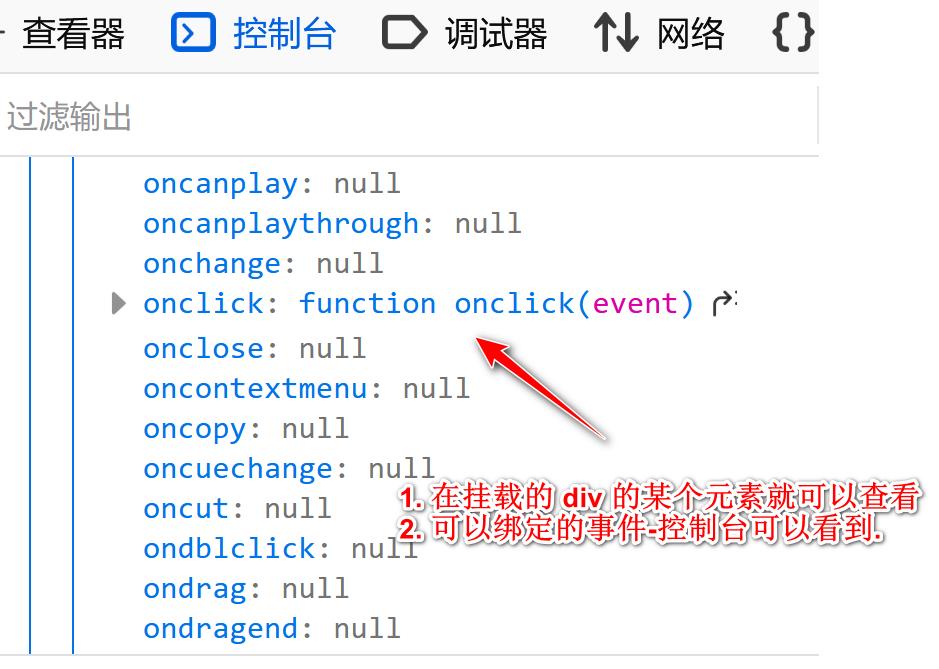 查看器 控制台 调试器 网络 {}
过滤输出
oncanplay: null
oncanplaythrough: null
onchange: null
onclick: function onclick(event)
onclose: null
oncontextmenu: null
oncopy: null
oncuechange: null
1. 在挂载的 div 的某个元素就可以查看
oncut: null
2. 可以绑定的事件-控制台可以看到.
ondblclick: null
ondrag: null
ondragend: null